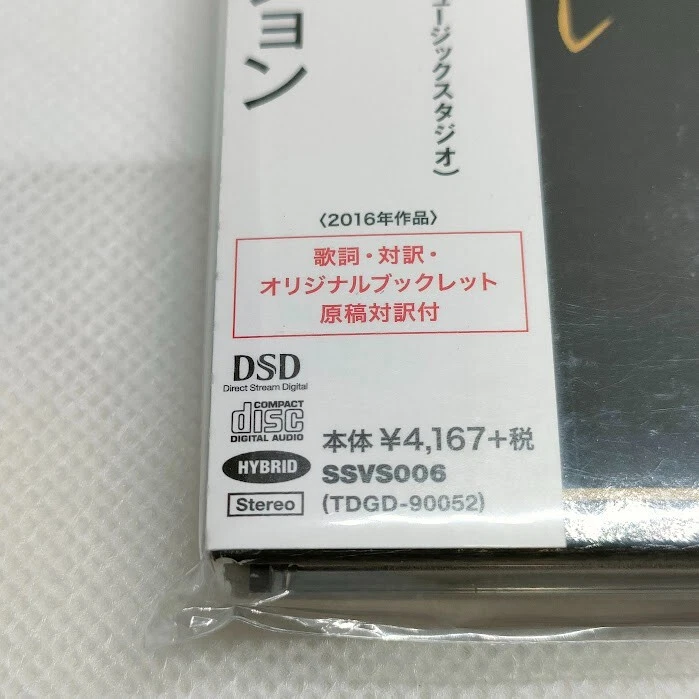 ョン
ュージックスタジオ)
〈2016年作品〉
歌詞・対訳・
オリジナルブックレット
原稿対訳付
DSD
Direct Stream Digital
COMPACT
disc
DIGITAL AUDIO
HYBRID
Stereo
本体 ¥4,167+税
SSVS006
(TDGD-90052)